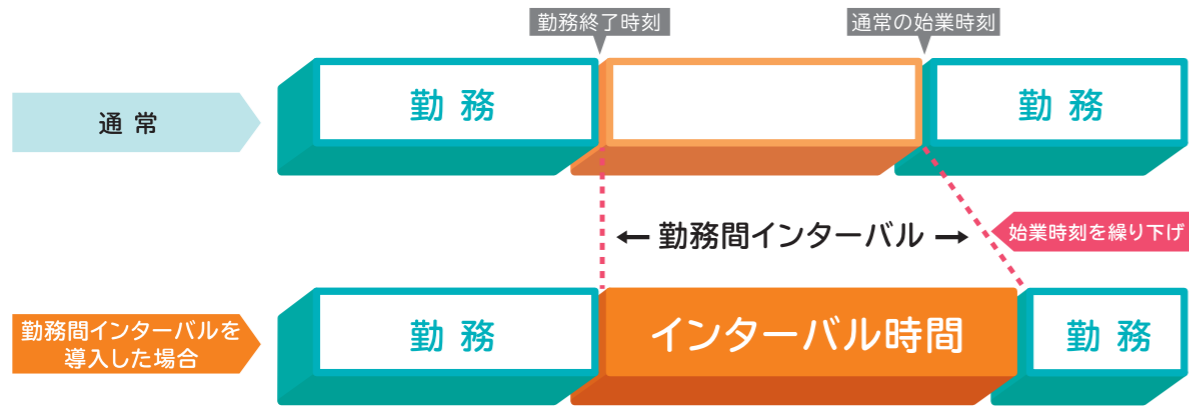 勤務終了時刻
通常の始業時刻
通常
勤務
勤務
← 勤務間インターバル →
始業時刻を繰り下げ
勤務間インターバルを
導入した場合
勤務
インターバル時間
勤務